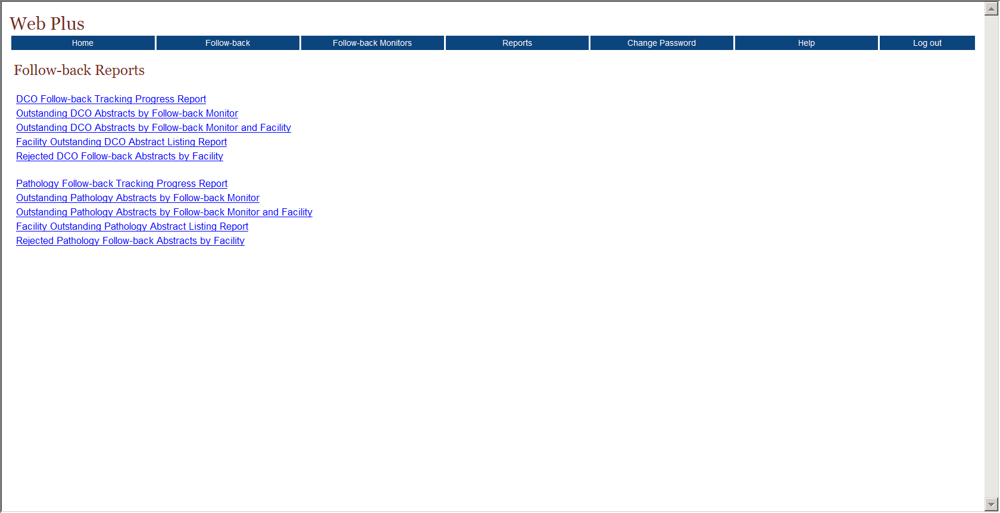 Web Plus
Home Follow-back Follow-back Monitors Reports Change Password Help Log out
Follow-back Reports
DCO Follow-back Tracking Progress Report
Outstanding DCO Abstracts by Follow-back Monitor
Outstanding DCO Abstracts by Follow-back Monitor and Facility
Facility Outstanding DCO Abstract Listing Report
Rejected DCO Follow-back Abstracts by Facility
Pathology Follow-back Tracking Progress Report
Outstanding Pathology Abstracts by Follow-back Monitor
Outstanding Pathology Abstracts by Follow-back Monitor and Facility
Facility Outstanding Pathology Abstract Listing Report
Rejected Pathology Follow-back Abstracts by Facility